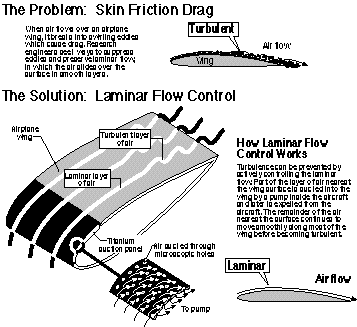 The Problem: Skin Friction Drag
When air flows over an airplane
wing, it breaks into swirling eddies
which cause drag. Research
engineers seek ways to suppress
eddies and preserve laminar flow,
in which the air slides over the
surface in smooth layers.
Turbulent
Air flow
Wing
The Solution: Laminar Flow Control
Airplane
wing
Turbulent layer
of air
Laminar layer
of air
Titanium
suction panel
Air sucked through
microscopic holes
To pump
How Laminar Flow
Control Works
Turbulence can be prevented by
actively controlling the laminar
flow. Part of the layer of air nearest
the wing surface is sucked into the
wing by a pump inside the aircraft
and later is expelled from the
aircraft. The remainder of the air
nearest the surface continues to
move smoothly along most of the
wing before becoming turbulent.
Laminar
Air flow